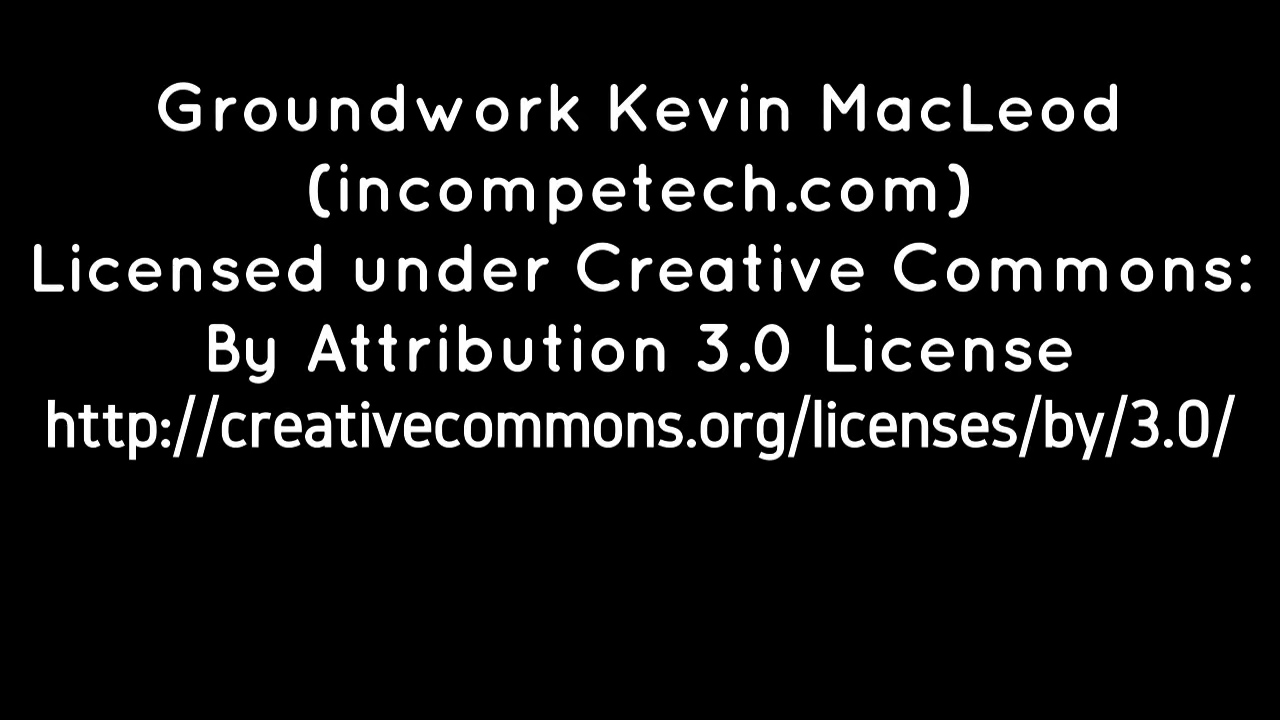 Groundwork Kevin MacLeod
(incompetech.com)
Licensed under Creative Commons:
By Attribution 3.0 License
http://creativecommons.org/licenses/by/3.0/